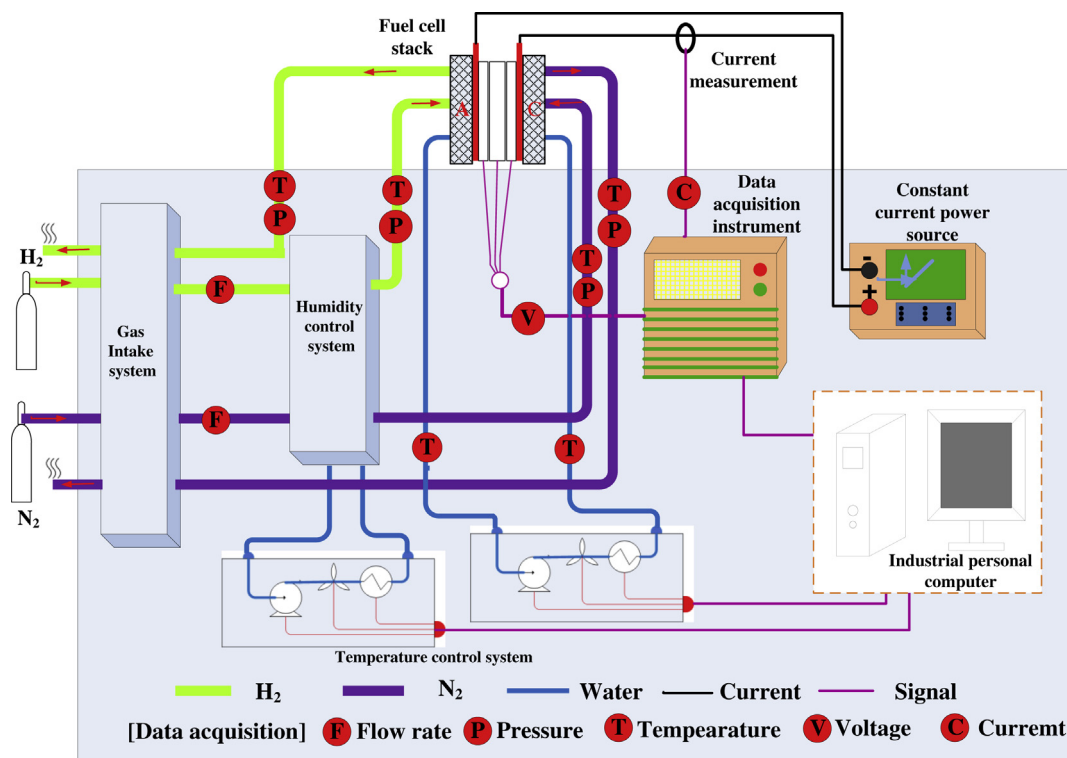 Fuel cell
stack
Current
measurement
A
C
T
P
T
P
T
P
T
P
C
Data
acquisition
instrument
Constant
current power
source
-
+
H2
F
Gas
Intake
system
Humidity
control
system
V
N2
F
T
T
Industrial personal
computer
Temperature control system
H2
N2
Water
Current
Signal
[Data acquisition] F Flow rate P Pressure T Tempearature V Voltage C Curremt